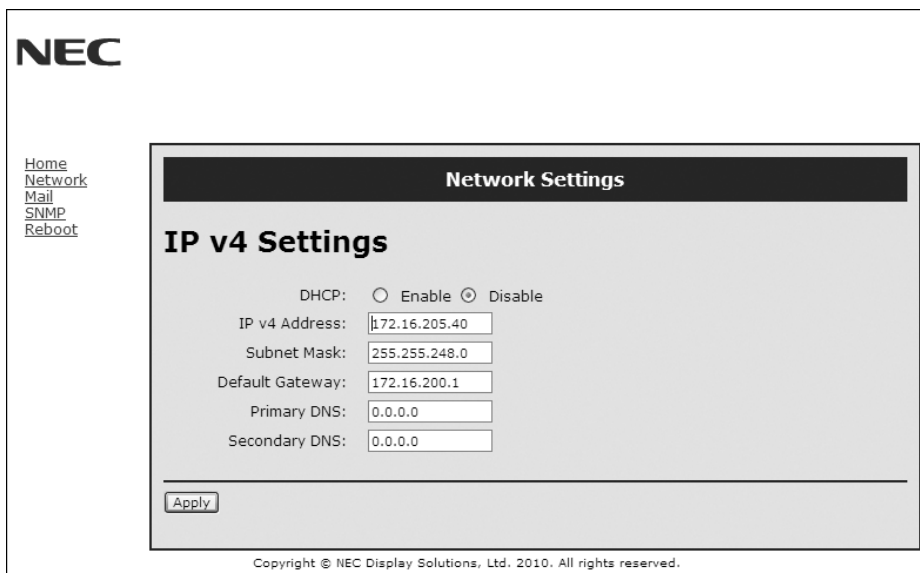 NEC
Home
Network
Mail
SNMP
Reboot
Network Settings
IP v4 Settings
DHCP: Enable Disable
IP v4 Address: 172.16.205.40
Subnet Mask: 255.255.248.0
Default Gateway: 172.16.200.1
Primary DNS: 0.0.0.0
Secondary DNS: 0.0.0.0
Apply
Copyright © NEC Display Solutions, Ltd. 2010. All rights reserved.